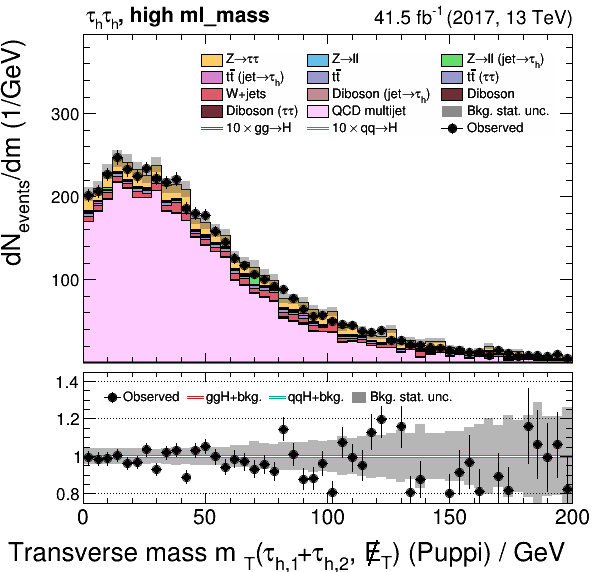 τₕτₕ, high ml_mass 41.5 fb⁻¹ (2017, 13 TeV)
dN_events/dm (1/GeV)
300
200
100
Z→ττ Z→ll Z→ll (jet→τₕ)
tt̄ (jet→τₕ) tt̄ tt̄ (ττ)
W+jets Diboson (jet→τₕ) Diboson
Diboson (ττ) QCD multijet Bkg. stat. unc.
10 × gg→H 10 × qq→H Observed
1.4
1.2
1
0.8
Observed ggH+bkg. qqH+bkg. Bkg. stat. unc.
0 50 100 150 200
Transverse mass m_T(τₕ,₁+τₕ,₂, E̸_T) (Puppi) / GeV